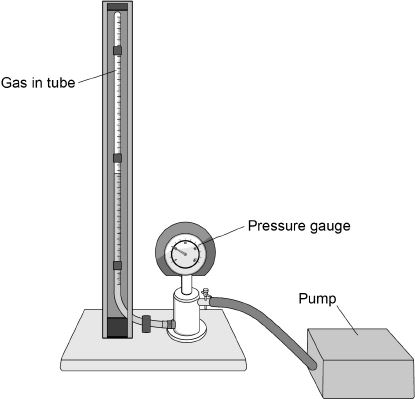 Gas in tube
Pressure gauge
Pump